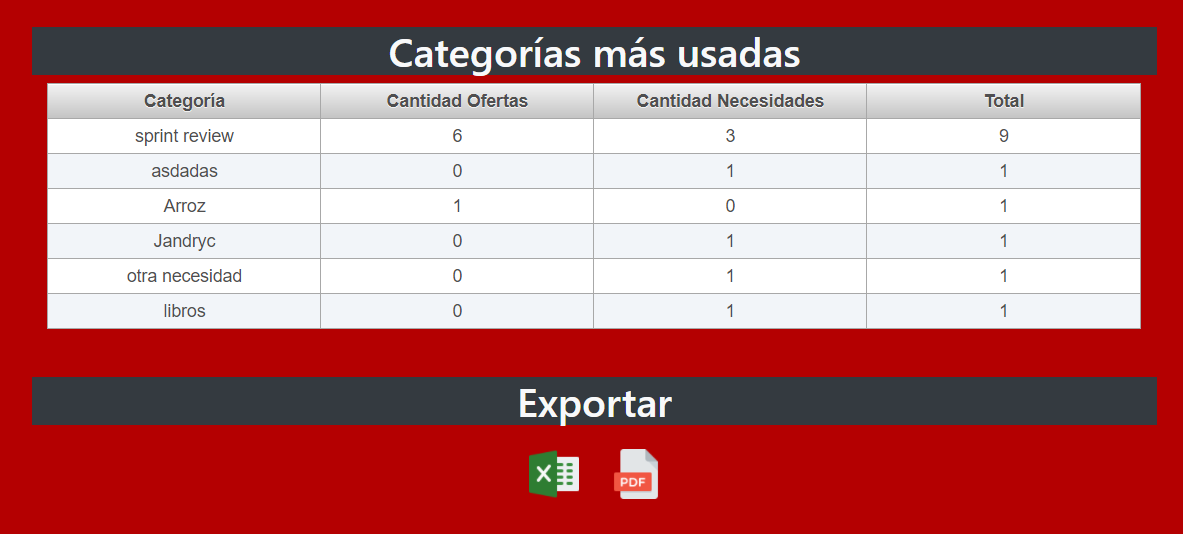 Categorías más usadas
Categoría Cantidad Ofertas Cantidad Necesidades Total
sprint review 6 3 9
asdadas 0 1 1
Arroz 1 0 1
Jandryc 0 1 1
otra necesidad 0 1 1
libros 0 1 1
Exportar
X PDF